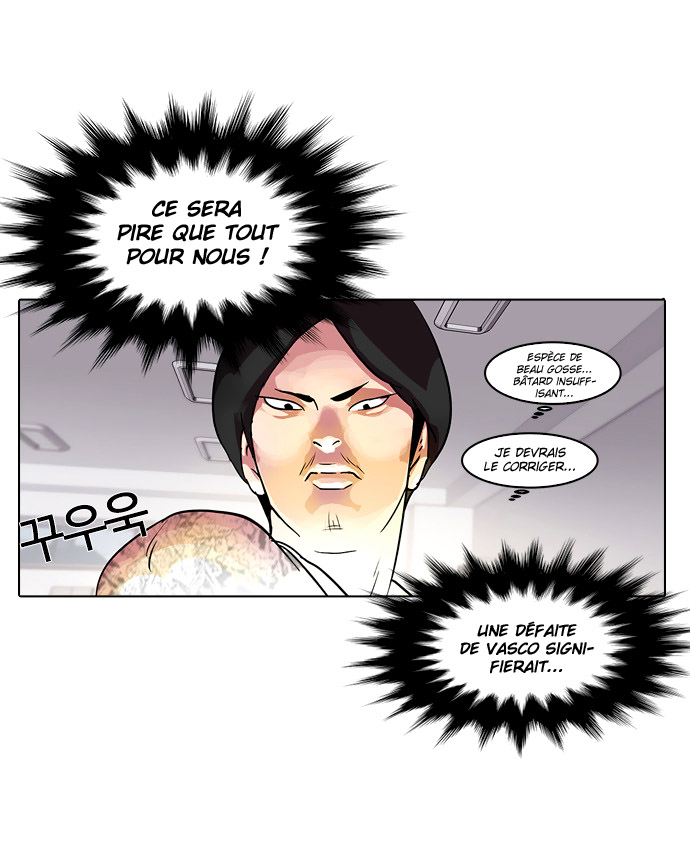 CE SERA
PIRE QUE TOUT
POUR NOUS !
ESPÈCE DE
BEAU GOSSE...
BÂTARD INSUFF-
ISANT...
JE DEVRAIS
LE CORRIGER...
꾸우욱
UNE DÉFAITE
DE VASCO SIGNI-
FIERAIT...